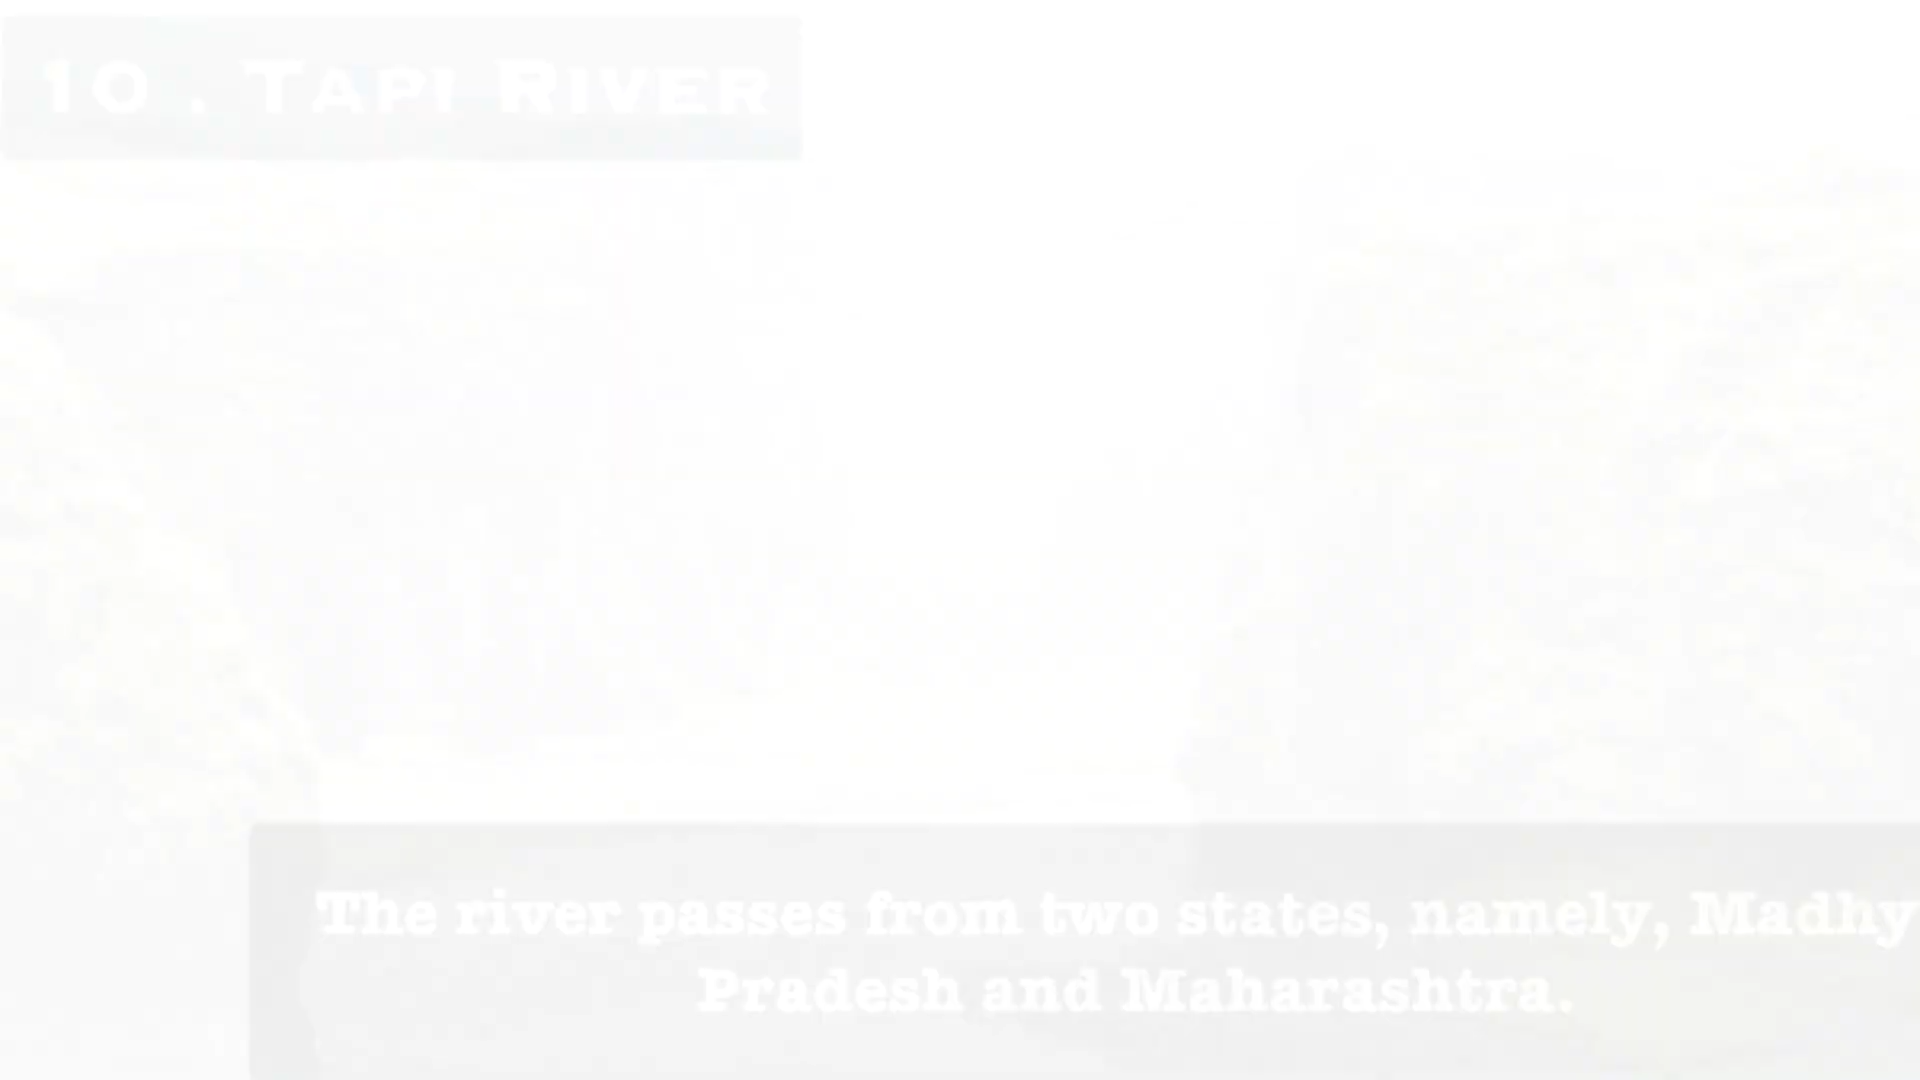 10 . TAPI RIVER
The river passes from two states, namely, Madhy
Pradesh and Maharashtra.